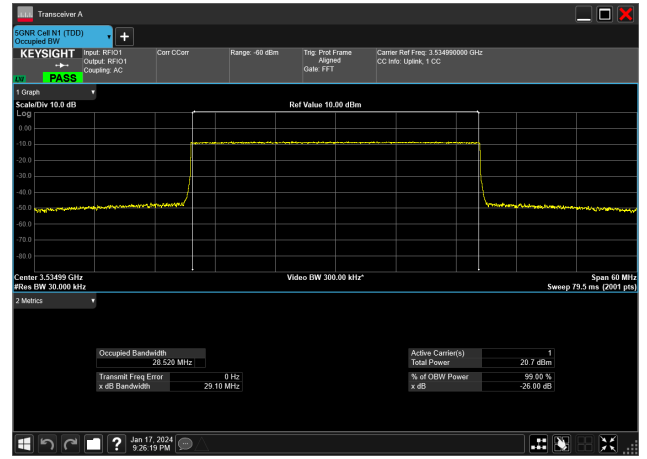 Transceiver A
5GNR Cell N1 (TDD)
Occupied BW
KEYSIGHT
LXI
PASS
Input: RFIO1
Output: RFIO1
Coupling: AC
Corr CCorr
Range: -60 dBm
Trig: Prot Frame
Aligned
Gate: FFT
Carrier Ref Freq: 3.534990000 GHz
CC Info: Uplink, 1 CC
1 Graph
Scale/Div 10.0 dB
Ref Value 10.00 dBm
Log
0.00
-10.0
-20.0
-30.0
-40.0
-50.0
-60.0
-70.0
-80.0
Center 3.53499 GHz
Video BW 300.00 kHz*
Span 60 MHz
#Res BW 30.000 kHz
Sweep 79.5 ms (2001 pts)
2 Metrics
Occupied Bandwidth
28.520 MHz
Active Carrier(s) 1
Total Power 20.7 dBm
Transmit Freq Error 0 Hz
x dB Bandwidth 29.10 MHz
% of OBW Power 99.00 %
x dB -26.00 dB
?
Jan 17, 2024
9:26:19 PM